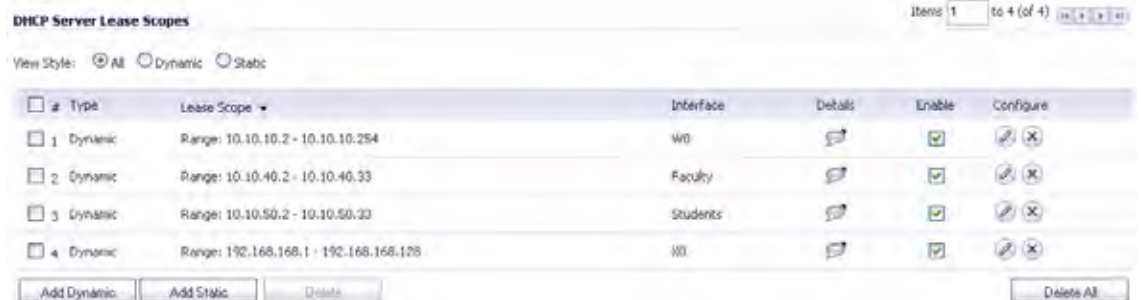 DHCP Server Lease Scopes
Items 1 to 4 (of 4)
View Style: All Dynamic Static
# Type Lease Scope Interface Details Enable Configure
1 Dynamic Range: 10.10.10.2 - 10.10.10.254 W0
2 Dynamic Range: 10.10.40.2 - 10.10.40.33 Faculty
3 Dynamic Range: 10.10.50.2 - 10.10.50.33 Students
4 Dynamic Range: 192.168.168.1 - 192.168.168.128 X0
Add Dynamic Add Static Delete Delete All